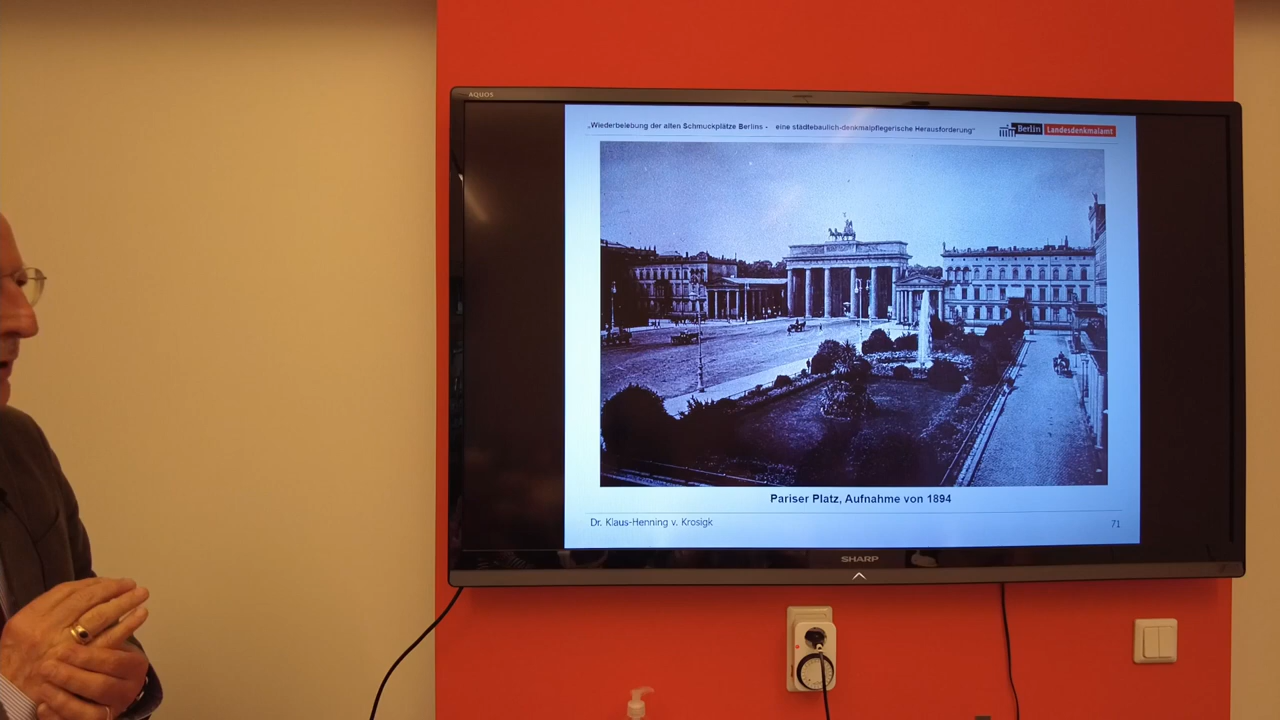 AQUOS
„Wiederbelebung der alten Schmuckplätze Berlins - eine städtebaulich-denkmalpflegerische Herausforderung“
Berlin Landesdenkmalamt
Pariser Platz, Aufnahme von 1894
Dr. Klaus-Henning v. Krosigk
71
SHARP